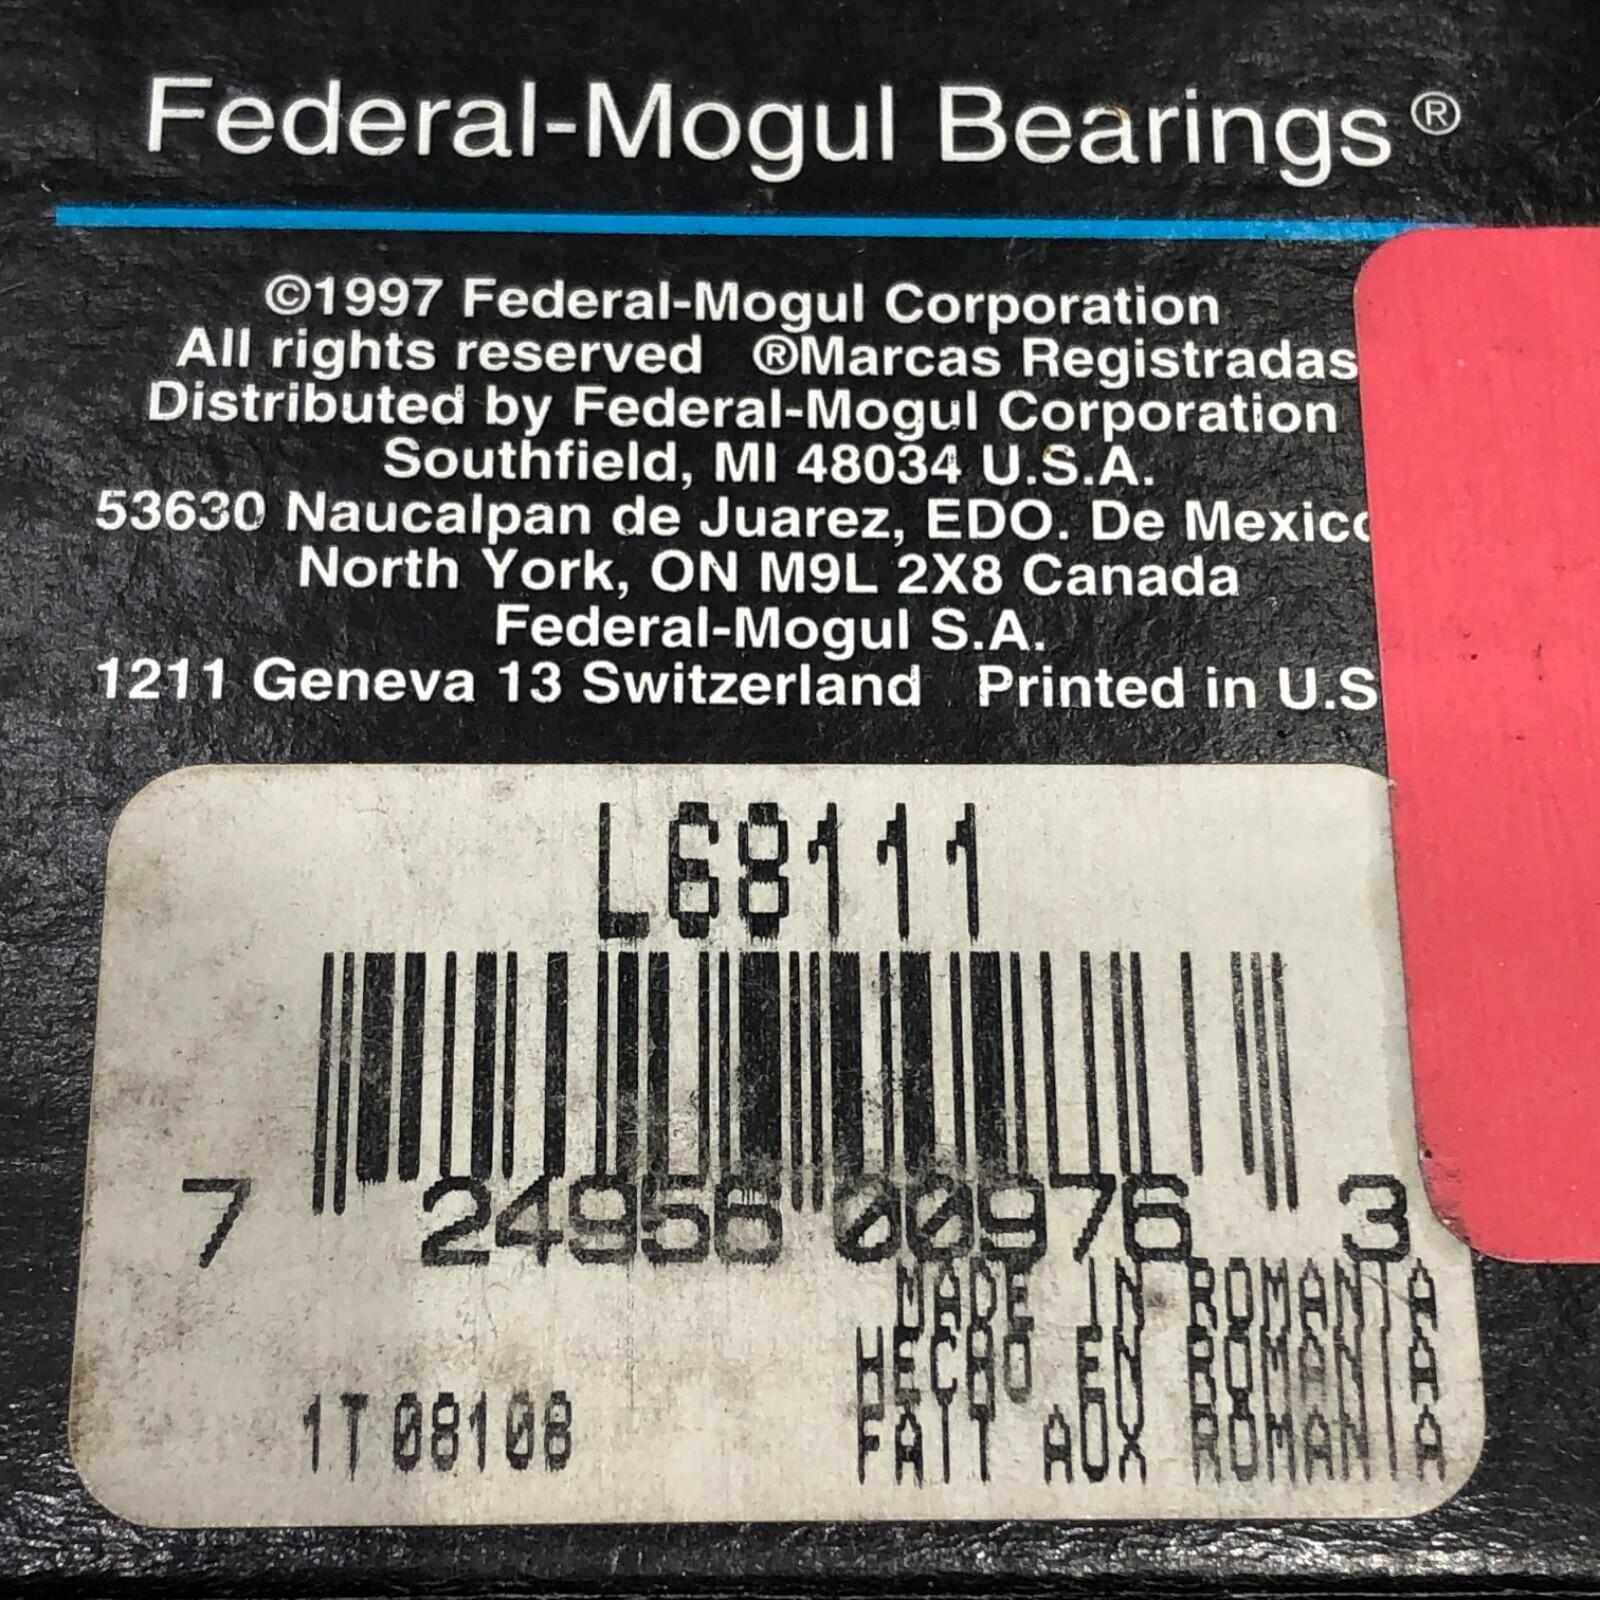 Federal-Mogul Bearings®
©1997 Federal-Mogul Corporation
All rights reserved ®Marcas Registradas
Distributed by Federal-Mogul Corporation
Southfield, MI 48034 U.S.A.
53630 Naucalpan de Juarez, EDO. De Mexico
North York, ON M9L 2X8 Canada
Federal-Mogul S.A.
1211 Geneva 13 Switzerland Printed in U.S
L68111
7 24956 00976 3
MADE IN ROMANIA
HECHO EN ROMANIA
1T08108 FAIT AUX ROMANIA